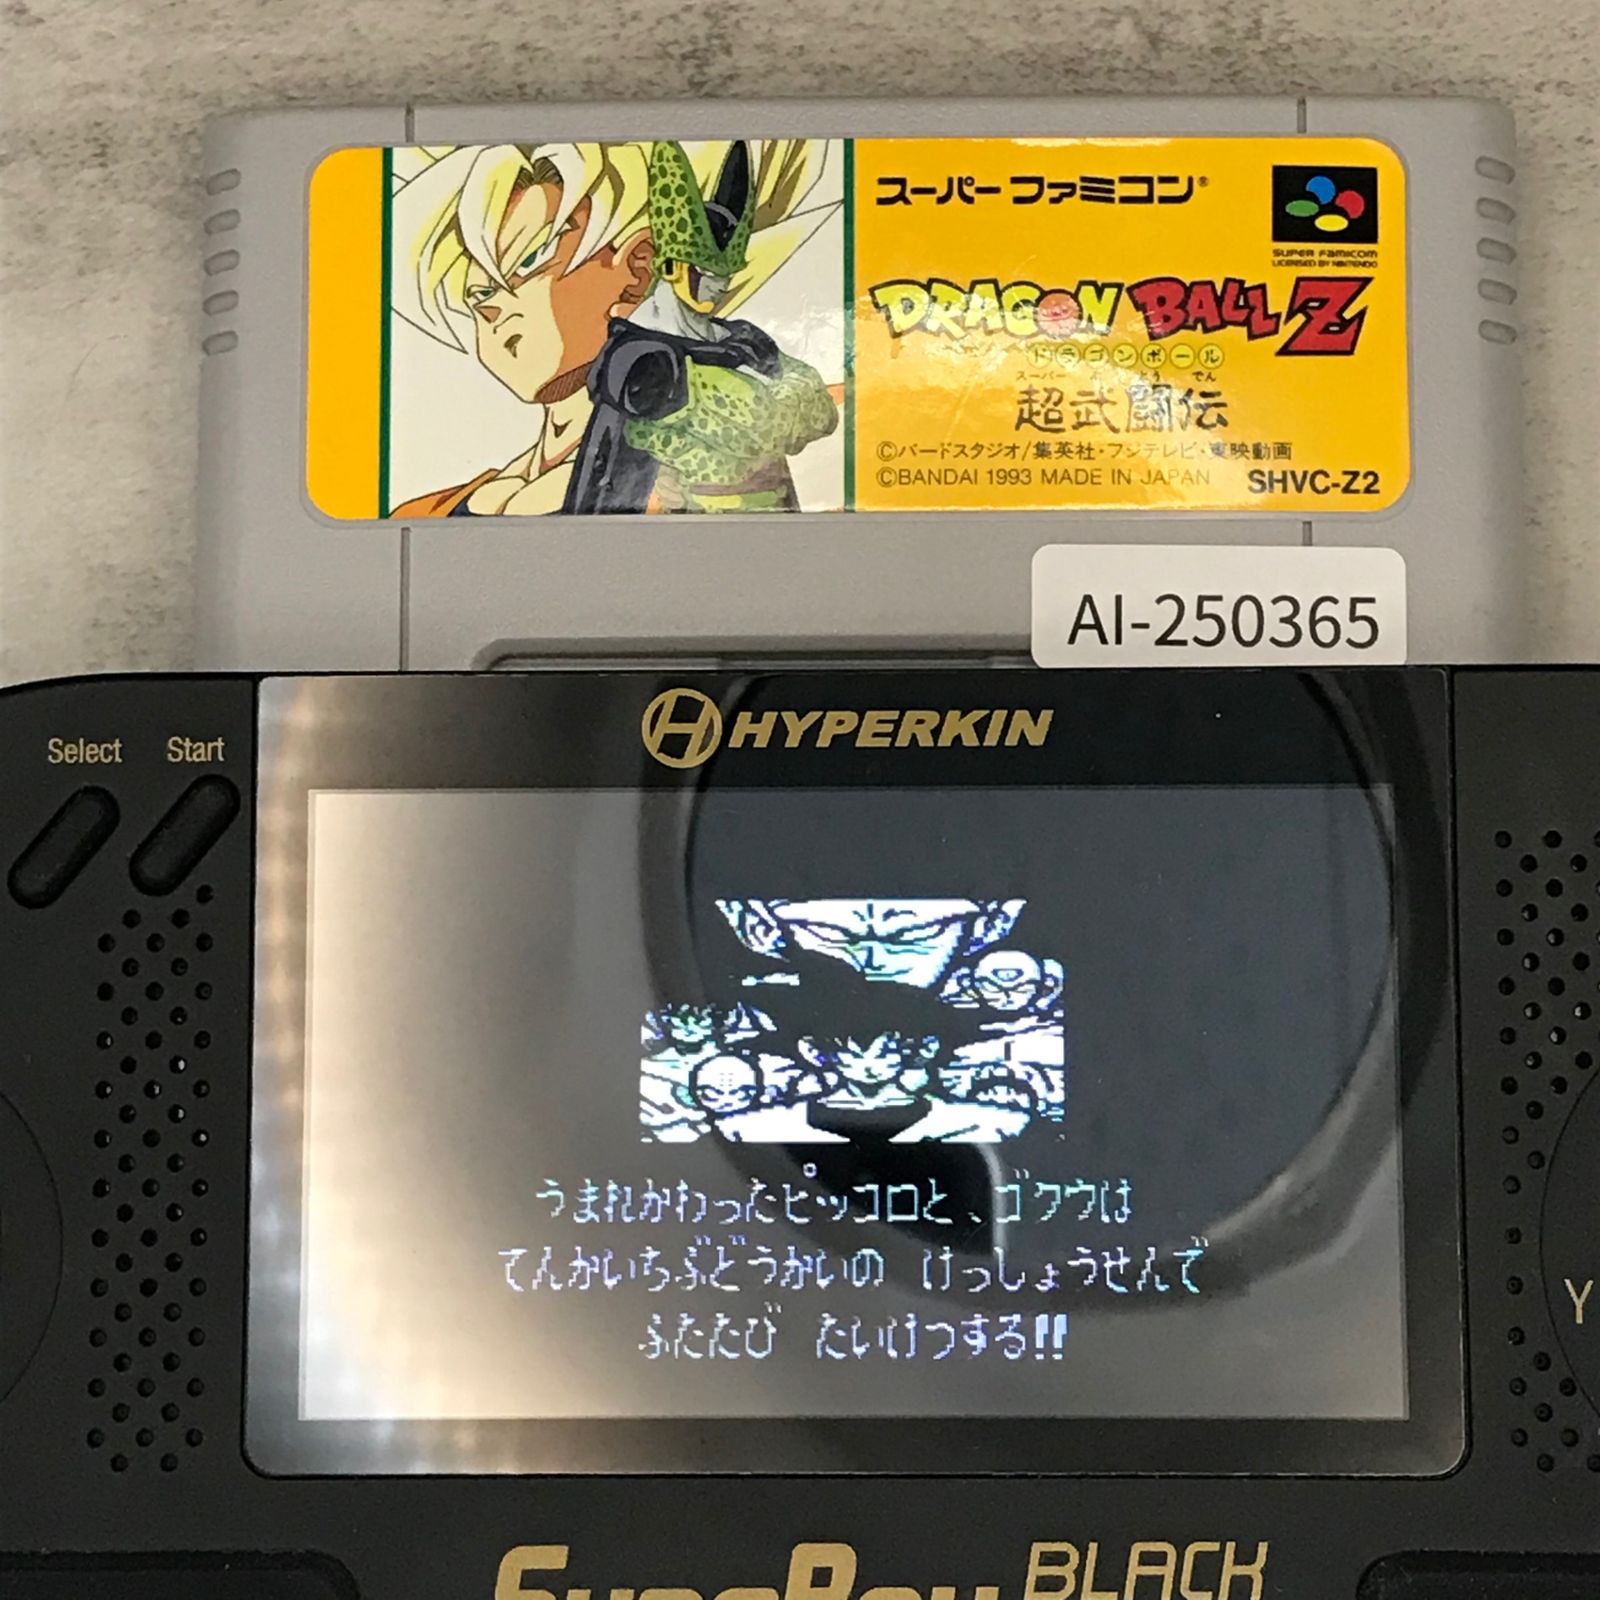 スーパーファミコン®
SUPER FAMICOM
LICENSED BY NINTENDO
DRAGON BALL Z
ドラゴンボール
スーパー ぶとうでん
超武闘伝
©バードスタジオ/集英社・フジテレビ・東映動画
©BANDAI 1993 MADE IN JAPAN SHVC-Z2
AI-250365
Select Start
HYPERKIN
うまれかわったピッコロと、ゴクウは
てんかいちぶどうかいの けっしょうせんで
ふたたび たいけつする!!
Y
SupaBoy BLACK